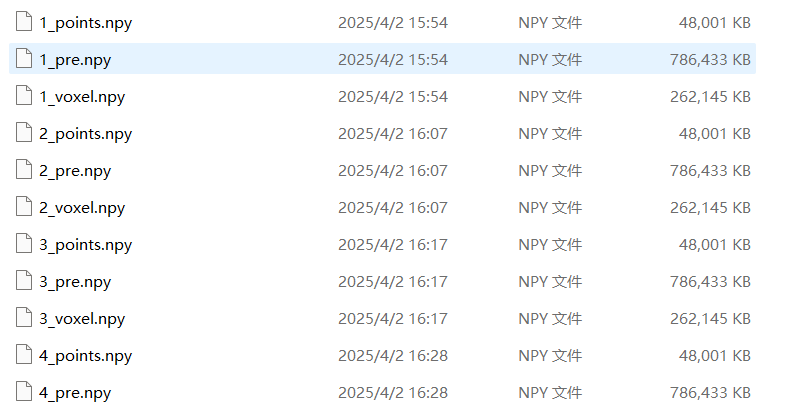 1_points.npy 2025/4/2 15:54 NPY 文件 48,001 KB
1_pre.npy 2025/4/2 15:54 NPY 文件 786,433 KB
1_voxel.npy 2025/4/2 15:54 NPY 文件 262,145 KB
2_points.npy 2025/4/2 16:07 NPY 文件 48,001 KB
2_pre.npy 2025/4/2 16:07 NPY 文件 786,433 KB
2_voxel.npy 2025/4/2 16:07 NPY 文件 262,145 KB
3_points.npy 2025/4/2 16:17 NPY 文件 48,001 KB
3_pre.npy 2025/4/2 16:17 NPY 文件 786,433 KB
3_voxel.npy 2025/4/2 16:17 NPY 文件 262,145 KB
4_points.npy 2025/4/2 16:28 NPY 文件 48,001 KB
4_pre.npy 2025/4/2 16:28 NPY 文件 786,433 KB